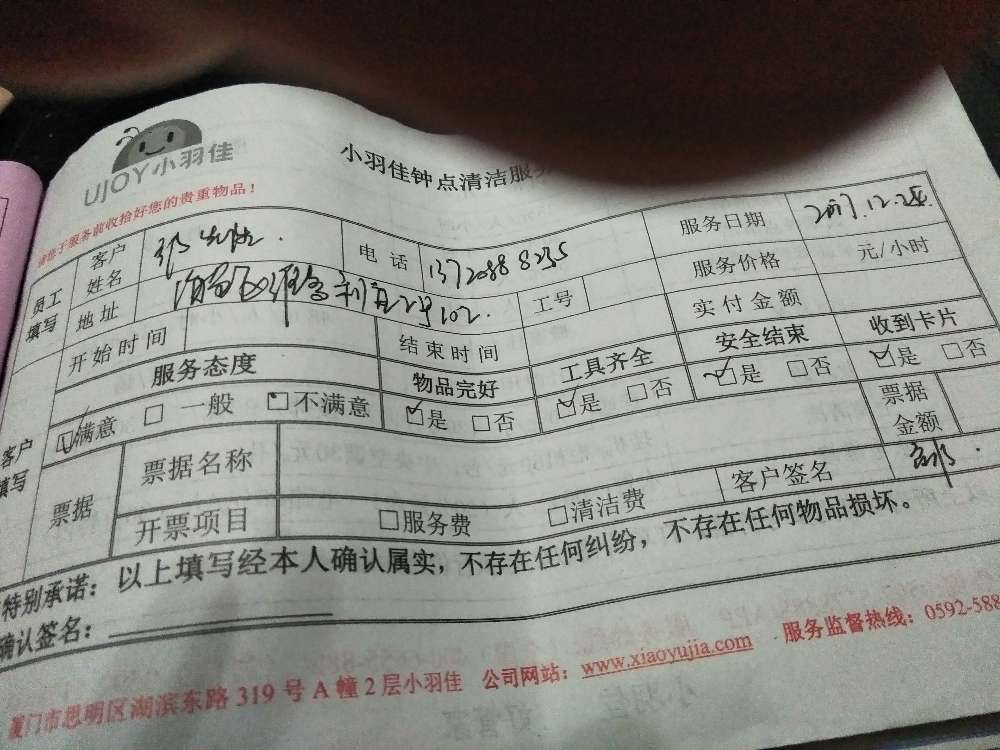 UJOY小羽佳
小羽佳钟点清洁服务
请您于服务前收拾好您的贵重物品！
员工填写 客户姓名 电话 13720888235 服务日期 2017.12.28.
地址 2号102 工号 服务价格 元/小时
开始时间 结束时间 实付金额
服务态度 物品完好 工具齐全 安全结束 收到卡片
客户填写 满意 一般 不满意 是 否 是 否 是 否 是 否
票据 票据名称 票据金额
开票项目 服务费 清洁费 客户签名
特别承诺：以上填写经本人确认属实，不存在任何纠纷，不存在任何物品损坏。
确认签名：
厦门市思明区湖滨东路 319 号 A 幢 2 层小羽佳 公司网站：www.xiaoyujia.com 服务监督热线：0592-588